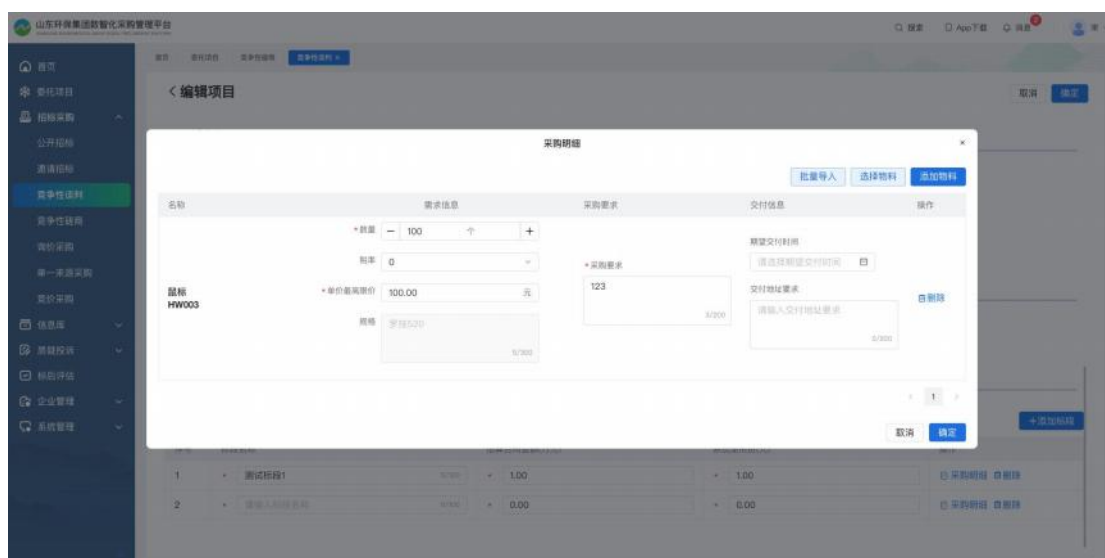 山东环保集团数智化采购管理平台
搜索 App下载 消息
首页 委托项目 竞争性磋商 竞争性谈判 ×
首页
委托项目
招标采购
公开招标
邀请招标
竞争性谈判
竞争性磋商
询价采购
单一来源采购
竞价采购
信息库
质疑投诉
标后评估
企业管理
系统管理
< 编辑项目
取消 确定
采购明细 ×
批量导入 选择物料 添加物料
名称 需求信息 采购要求 交付信息 操作
鼠标
HW003
*数量 − 100 个 +
税率 0
*单价最高限价 100.00 元
规格 罗技520
*采购要求
123
3/200
期望交付时间
请选择期望交付时间
交付地址要求
请输入交付地址要求
0/300
删除
1
取消 确定
+添加标段
1 * 测试标段1 * 1.00 * 1.00 采购明细 删除
2 * * 0.00 * 0.00 采购明细 删除